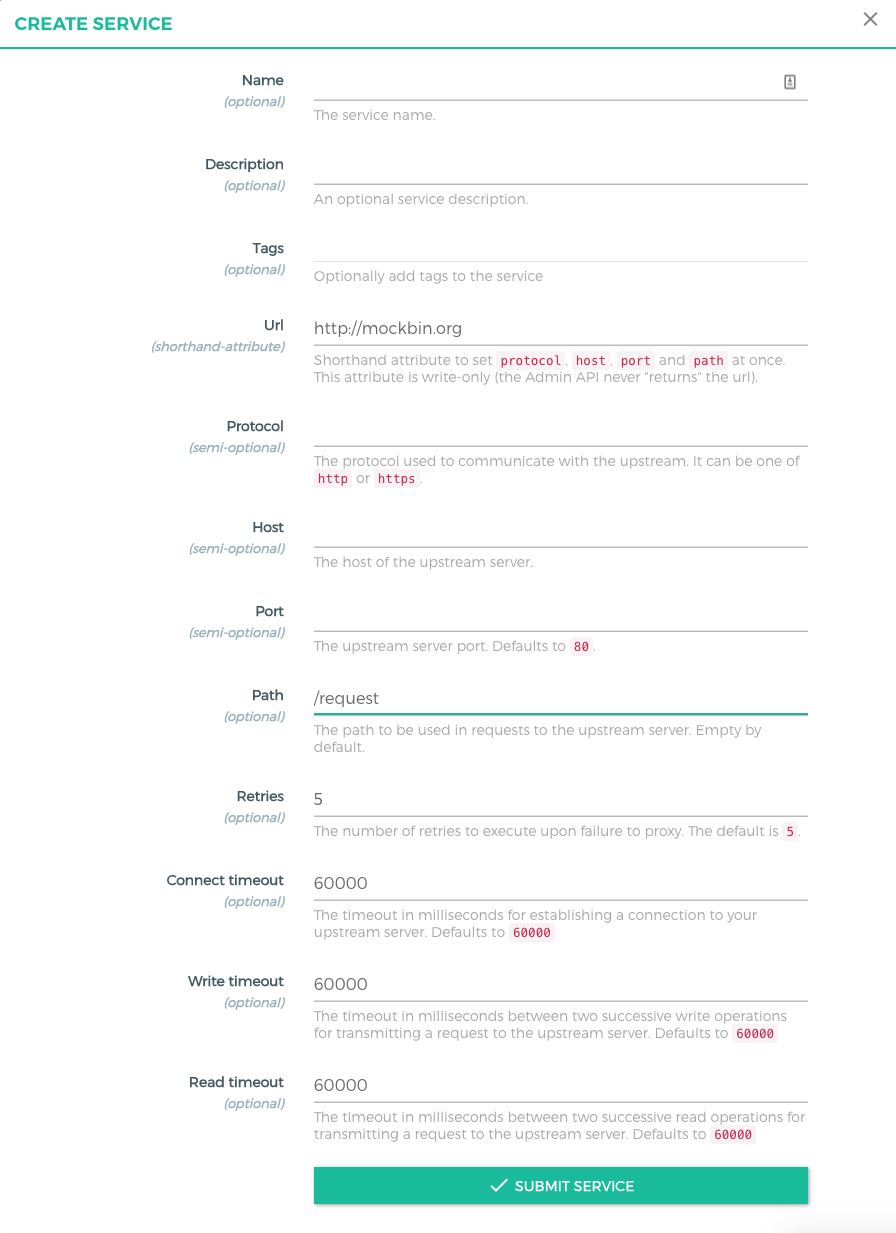 CREATE SERVICE
Name
(optional)
The service name.
Description
(optional)
An optional service description.
Tags
(optional)
Optionally add tags to the service
Url
(shorthand-attribute)
http://mockbin.org
Shorthand attribute to set protocol, host, port and path at once.
This attribute is write-only (the Admin API never "returns" the url).
Protocol
(semi-optional)
The protocol used to communicate with the upstream. It can be one of
http or https.
Host
(semi-optional)
The host of the upstream server.
Port
(semi-optional)
The upstream server port. Defaults to 80.
Path
(optional)
/request
The path to be used in requests to the upstream server. Empty by
default.
Retries
(optional)
5
The number of retries to execute upon failure to proxy. The default is 5.
Connect timeout
(optional)
60000
The timeout in milliseconds for establishing a connection to your
upstream server. Defaults to 60000
Write timeout
(optional)
60000
The timeout in milliseconds between two successive write operations
for transmitting a request to the upstream server. Defaults to 60000
Read timeout
(optional)
60000
The timeout in milliseconds between two successive read operations for
transmitting a request to the upstream server. Defaults to 60000
SUBMIT SERVICE